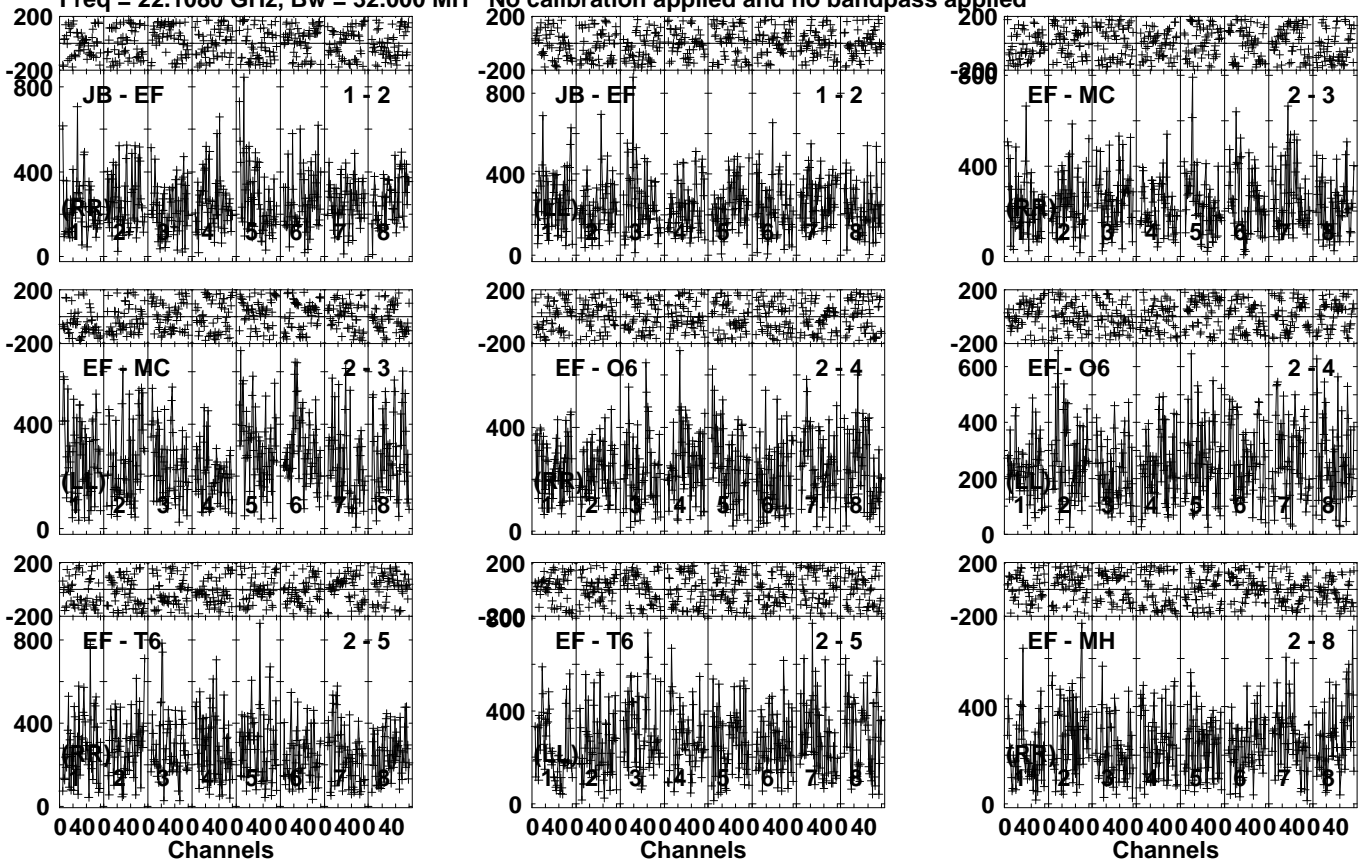 Freq = 22.1080 GHz, Bw = 32.000 MH No calibration applied and no bandpass applied
200 200 200
-200 -200
800 800 800
JB - EF 1 - 2 JB - EF 1 - 2 EF - MC 2 - 3
400 400 400
(RR) (LL) (RR)
1 2 3 4 5 6 7 8 1 2 3 4 5 6 7 8 1 2 3 4 5 6 7 8
0 0 0
200 200 200
-200 -200 -200
EF - MC 2 - 3 EF - O6 2 - 4 EF - O6 2 - 4
600
400 400 400
(LL) (RR) (LL)
200
1 2 3 4 5 6 7 8 1 2 3 4 5 6 7 8 1 2 3 4 5 6 7 8
0 0 0
200 200 200
-200 -200
800 800
EF - T6 2 - 5 EF - T6 2 - 5 EF - MH 2 - 8
400 400 400
(RR) (LL) (RR)
1 2 3 4 5 6 7 8 1 2 3 4 5 6 7 8 1 2 3 4 5 6 7 8
0 0 0
0 40 0 40 0 40 0 40 0 40 0 40 0 40 0 40 0 40 0 40 0 40 0 40 0 40 0 40 0 40 0 40 0 40 0 40 0 40 0 40 0 40 0 40 0 40 0 40
Channels Channels Channels